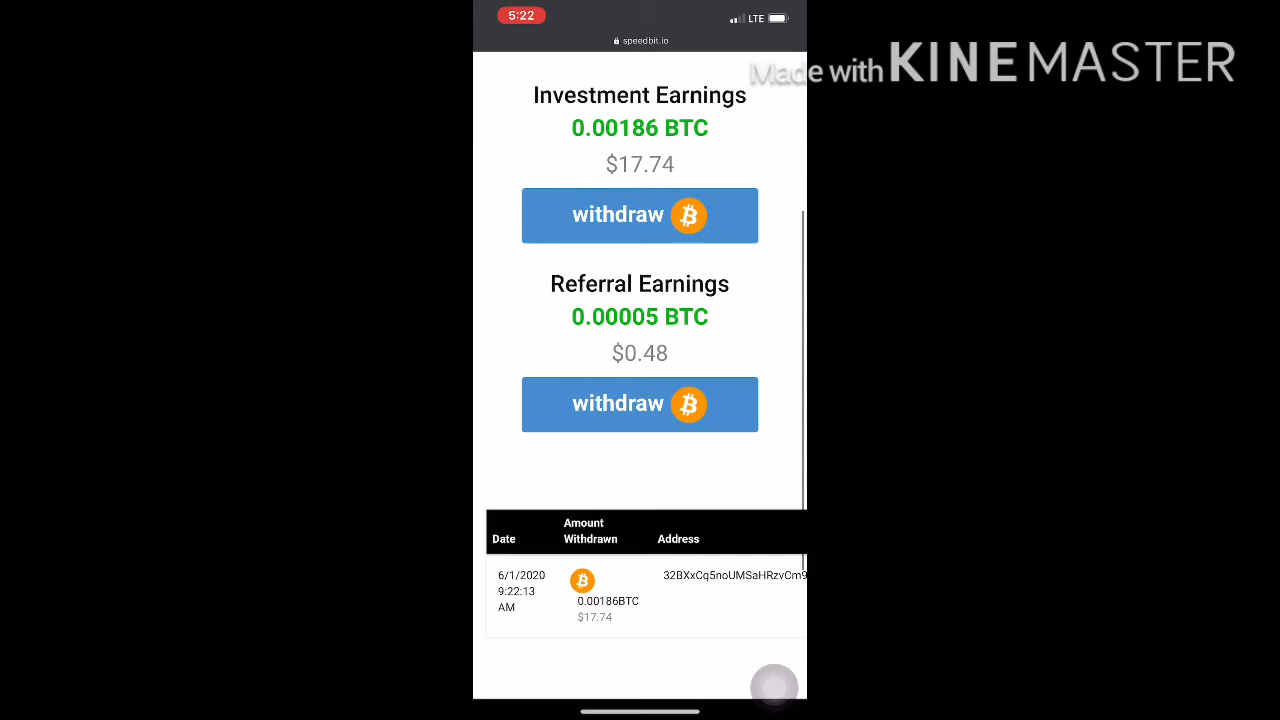 5:22
LTE
speedbit.io
Made with KINEMASTER
Investment Earnings
0.00186 BTC
$17.74
withdraw
Referral Earnings
0.00005 BTC
$0.48
withdraw
Date
Amount
Withdrawn
Address
6/1/2020
9:22:13
AM
0.00186BTC
$17.74
32BXxCq5noUMSaHRzvCm9